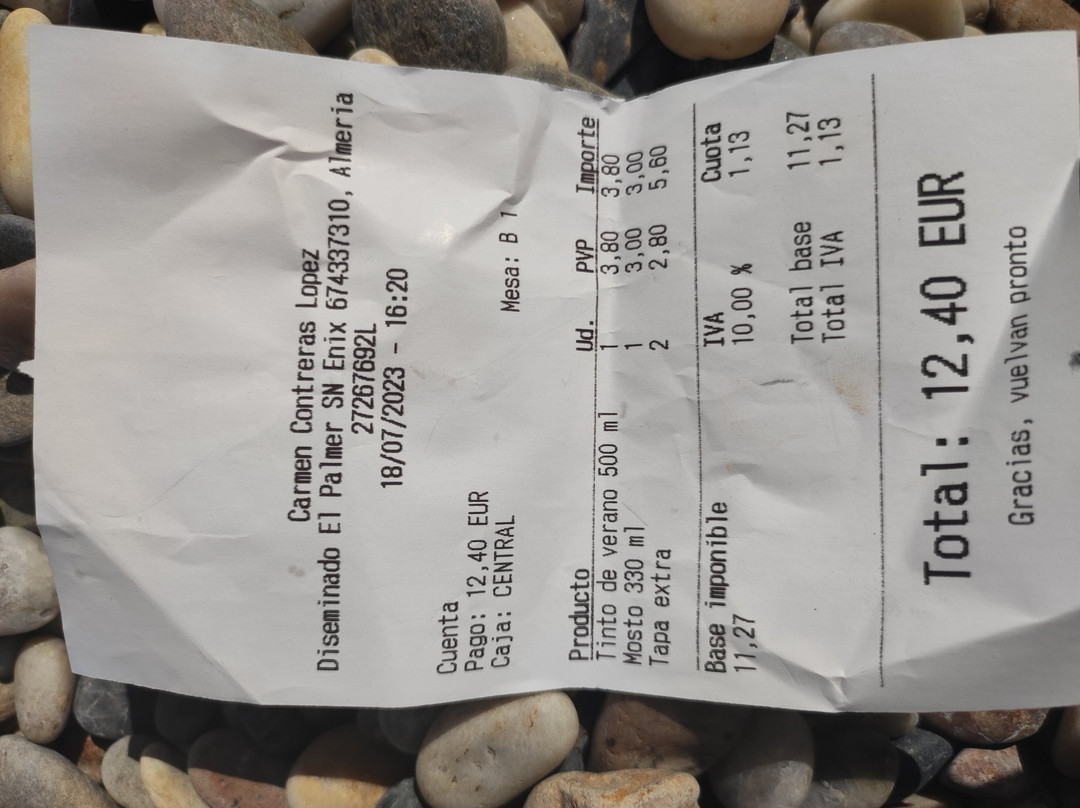 Carmen Contreras Lopez
Diseminado El Palmer SN Enix 674337310, Almeria
27267692L
18/07/2023 - 16:20
Cuenta
Pago: 12,40 EUR
Caja: CENTRAL Mesa: B 1
Producto Ud. PVP Importe
Tinto de verano 500 ml 1 3,80 3,80
Mosto 330 ml 1 3,00 3,00
Tapa extra 2 2,80 5,60
Base imponible IVA Cuota
11,27 10,00 % 1,13
Total base 11,27
Total IVA 1,13
Total: 12,40 EUR
Gracias, vuelvan pronto